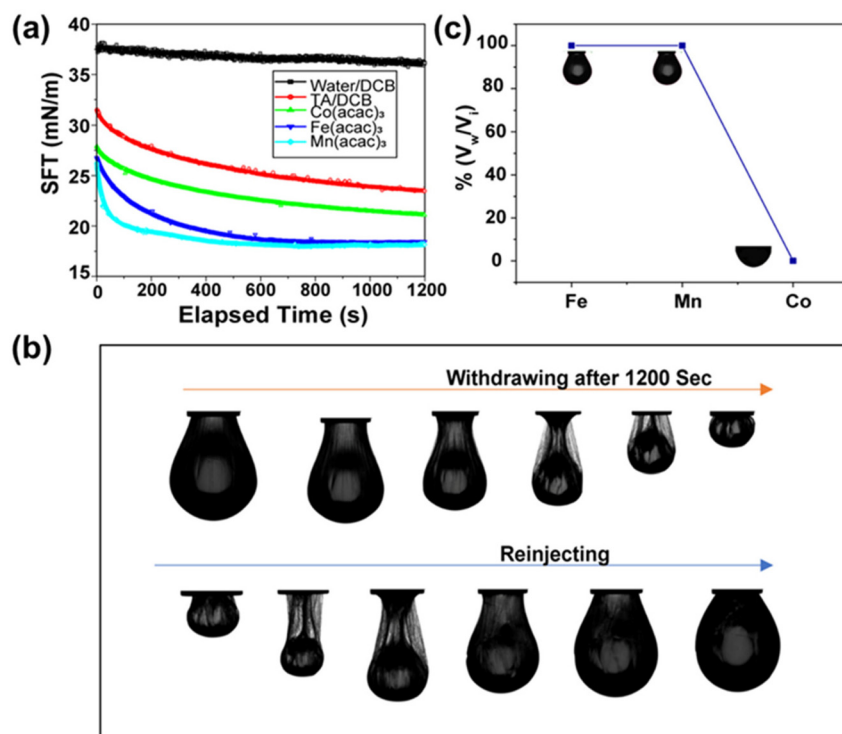 (a)
SFT (mN/m)
40
35
30
25
20
15
0 200 400 600 800 1000 1200
Elapsed Time (s)
Water/DCB
TA/DCB
Co(acac)₃
Fe(acac)₃
Mn(acac)₃
(c)
% (Vw/Vi)
100
80
60
40
20
0
Fe Mn Co
(b)
Withdrawing after 1200 Sec
Reinjecting